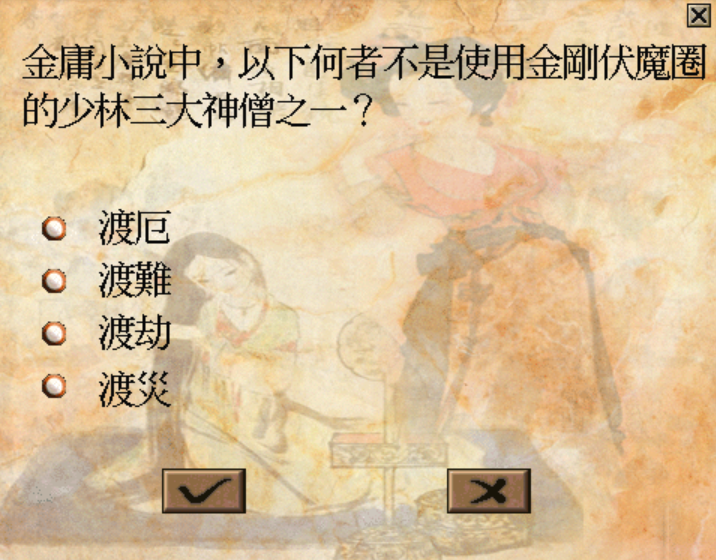 金庸小說中，以下何者不是使用金剛伏魔圈
的少林三大神僧之一？
渡厄
渡難
渡劫
渡災